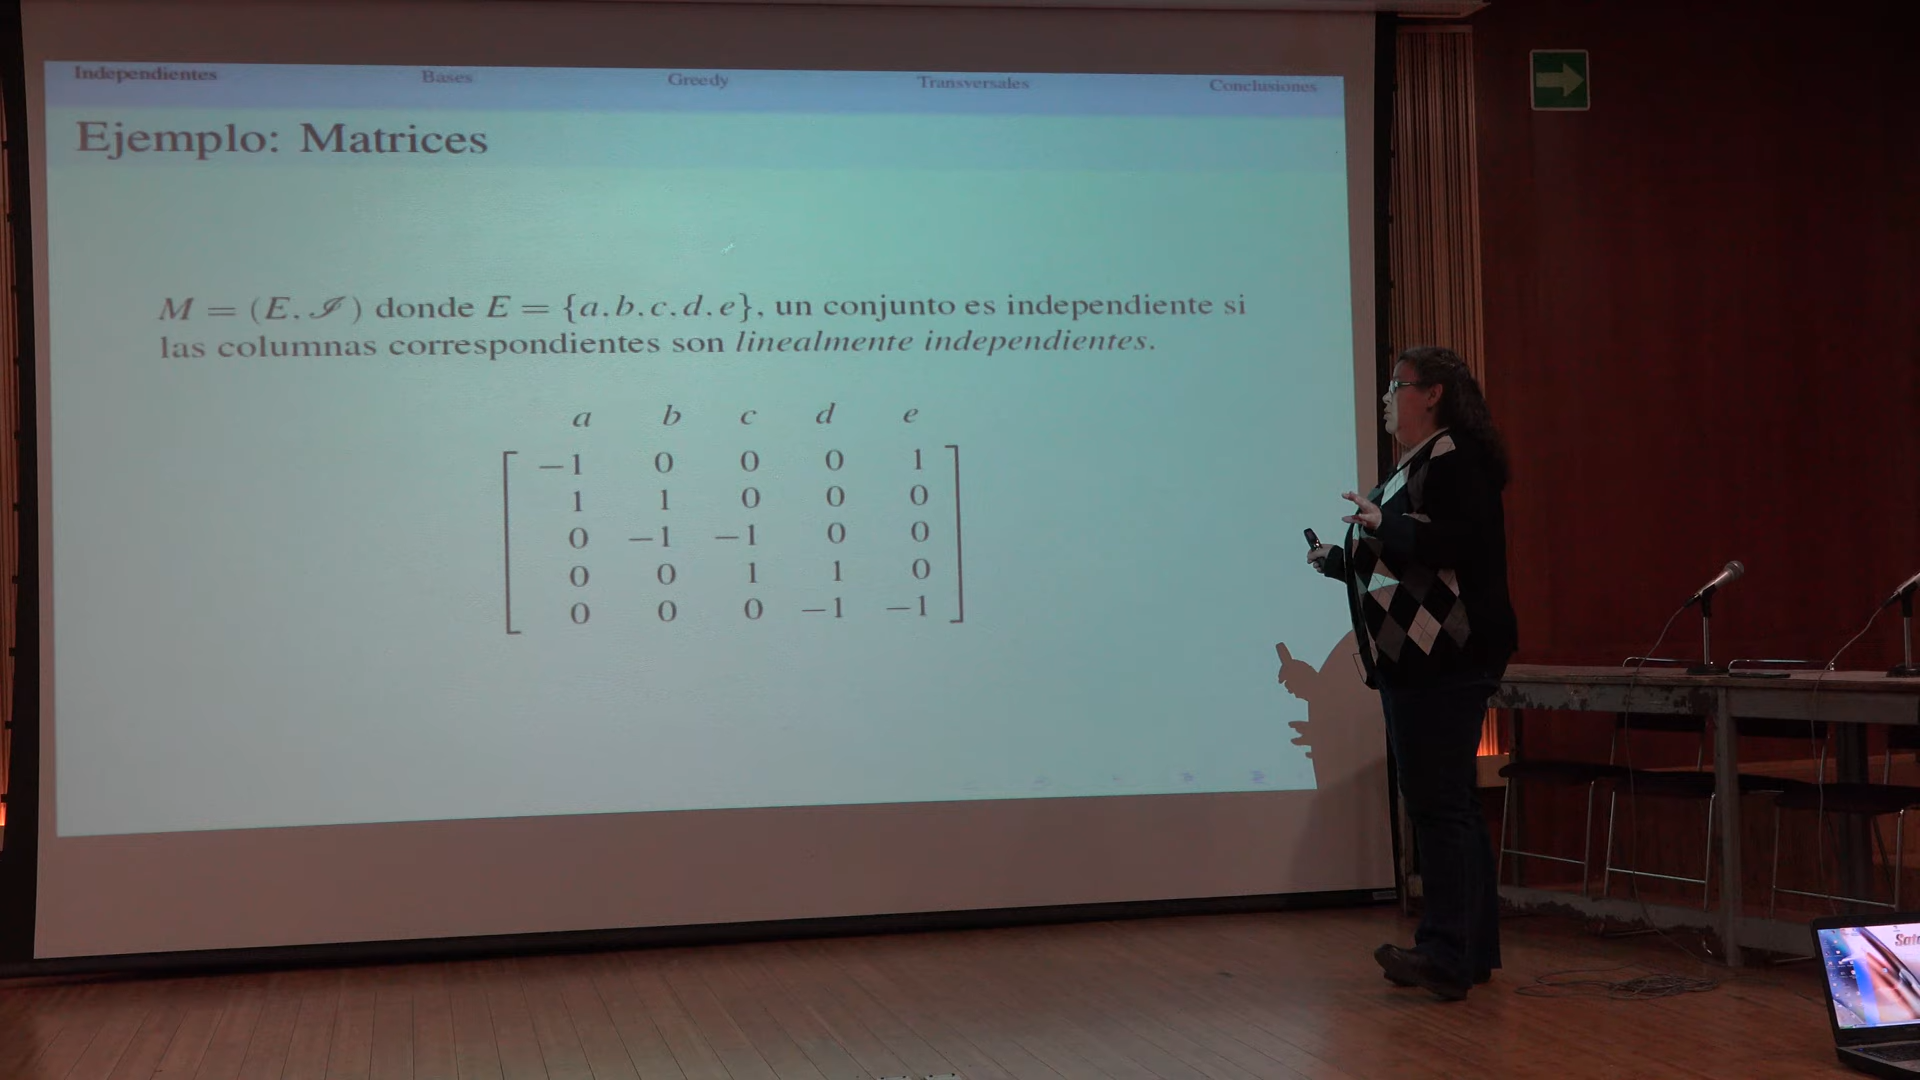 Independientes Bases Greedy Transversales Conclusiones
Ejemplo: Matrices
M = (E, ℐ) donde E = {a, b, c, d, e}, un conjunto es independiente si
las columnas correspondientes son linealmente independientes.
a b c d e
−1 0 0 0 1
1 1 0 0 0
0 −1 −1 0 0
0 0 1 1 0
0 0 0 −1 −1